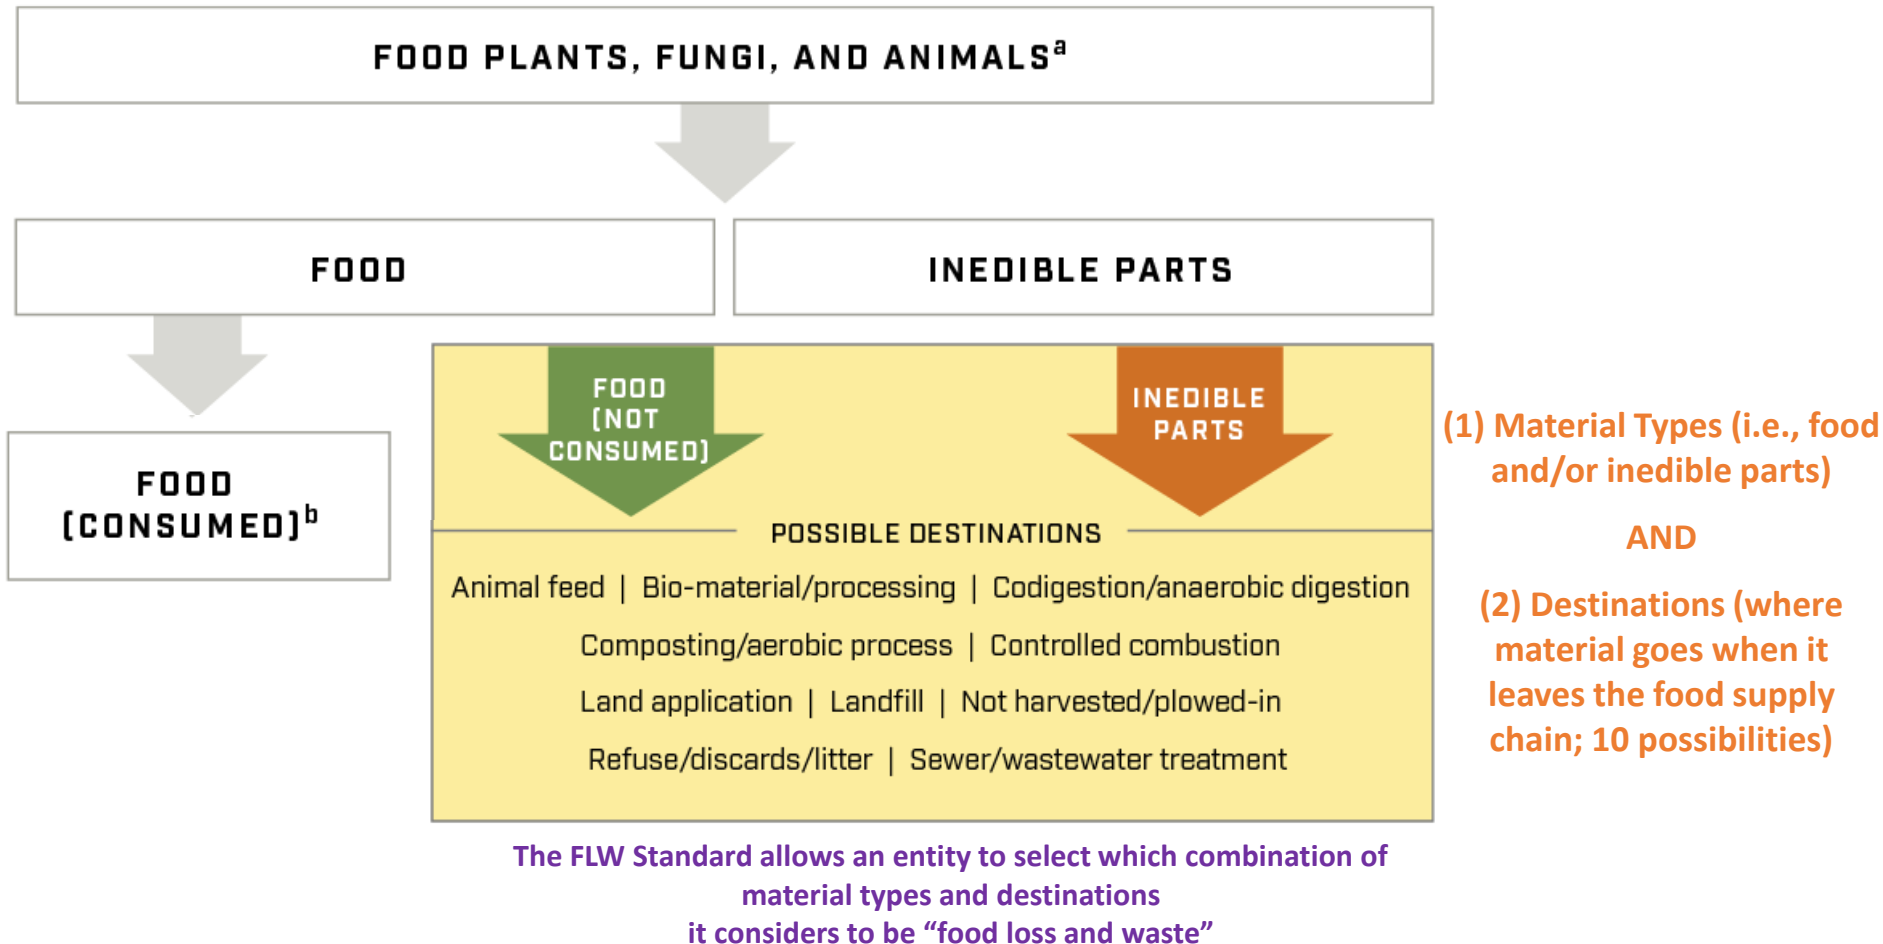 FOOD PLANTS, FUNGI, AND ANIMALSᵃ
FOOD
INEDIBLE PARTS
FOOD
(CONSUMED)ᵇ
FOOD
(NOT
CONSUMED)
INEDIBLE
PARTS
POSSIBLE DESTINATIONS
Animal feed | Bio-material/processing | Codigestion/anaerobic digestion
Composting/aerobic process | Controlled combustion
Land application | Landfill | Not harvested/plowed-in
Refuse/discards/litter | Sewer/wastewater treatment
(1) Material Types (i.e., food
and/or inedible parts)
AND
(2) Destinations (where
material goes when it
leaves the food supply
chain; 10 possibilities)
The FLW Standard allows an entity to select which combination of
material types and destinations
it considers to be “food loss and waste”